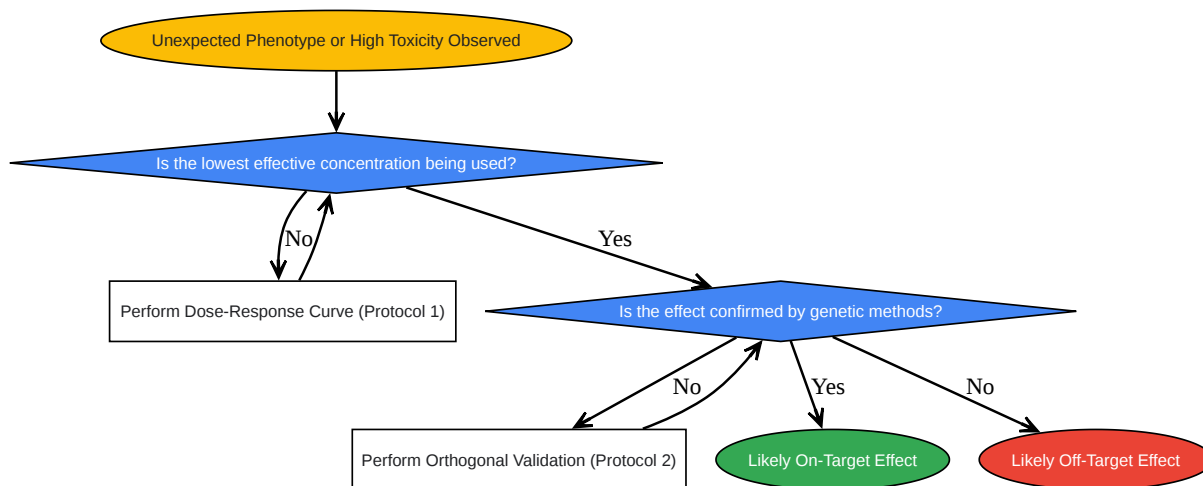 Unexpected Phenotype or High Toxicity Observed
Is the lowest effective concentration being used?
No
Yes
Perform Dose-Response Curve (Protocol 1)
Is the effect confirmed by genetic methods?
No
Yes
No
Perform Orthogonal Validation (Protocol 2)
Likely On-Target Effect
Likely Off-Target Effect